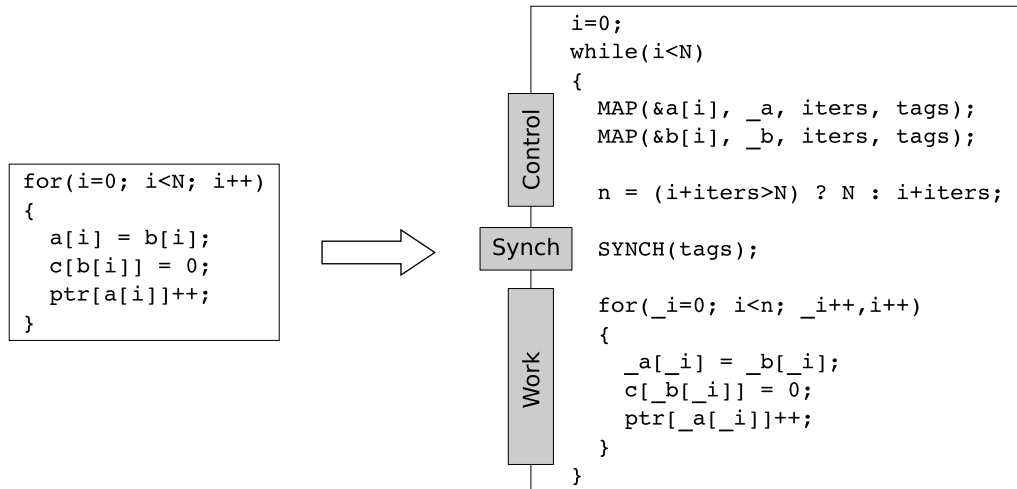 for(i=0; i<N; i++)
{
  a[i] = b[i];
  c[b[i]] = 0;
  ptr[a[i]]++;
}
Control
Synch
Work
i=0;
while(i<N)
{
  MAP(&a[i], _a, iters, tags);
  MAP(&b[i], _b, iters, tags);
  n = (i+iters>N) ? N : i+iters;
  SYNCH(tags);
  for(_i=0; i<n; _i++,i++)
  {
    _a[_i] = _b[_i];
    c[_b[_i]] = 0;
    ptr[_a[_i]]++;
  }
}